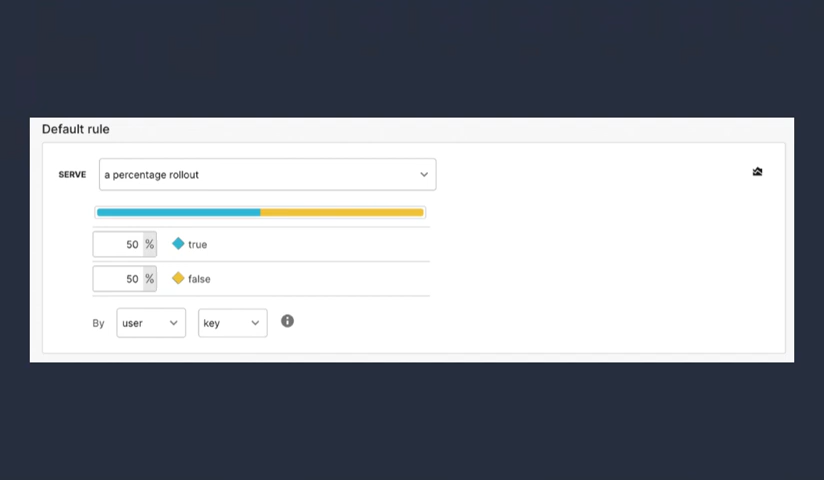 Default rule
SERVE a percentage rollout
50 % true
50 % false
By user key